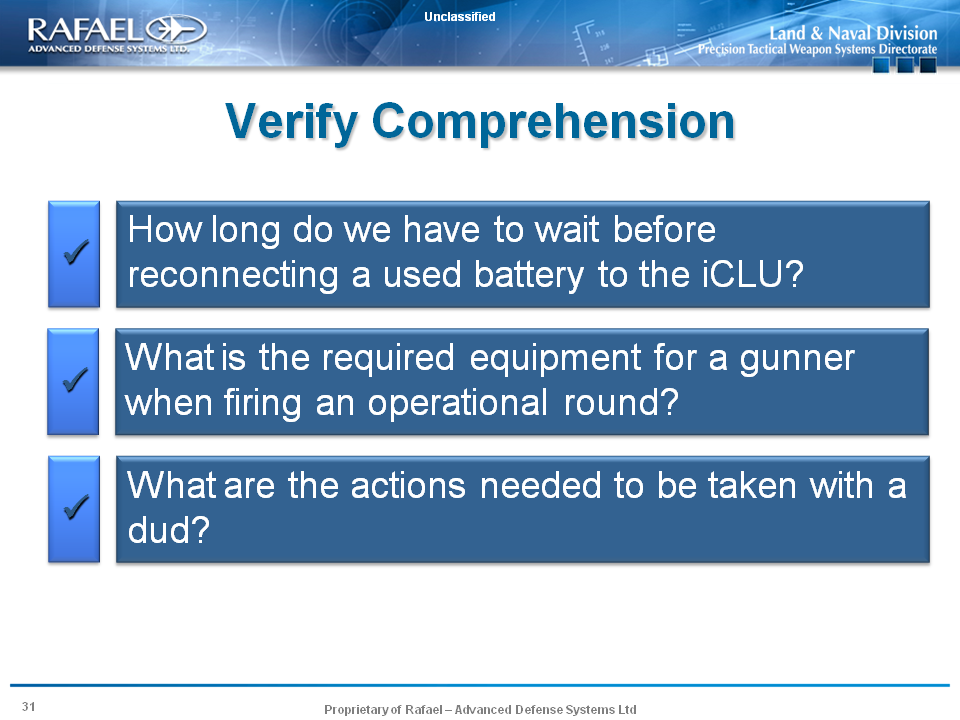 Unclassified
RAFAEL
ADVANCED DEFENSE SYSTEMS LTD.
Land & Naval Division
Precision Tactical Weapon Systems Directorate
Verify Comprehension
How long do we have to wait before
reconnecting a used battery to the iCLU?
What is the required equipment for a gunner
when firing an operational round?
What are the actions needed to be taken with a
dud?
31
Proprietary of Rafael – Advanced Defense Systems Ltd